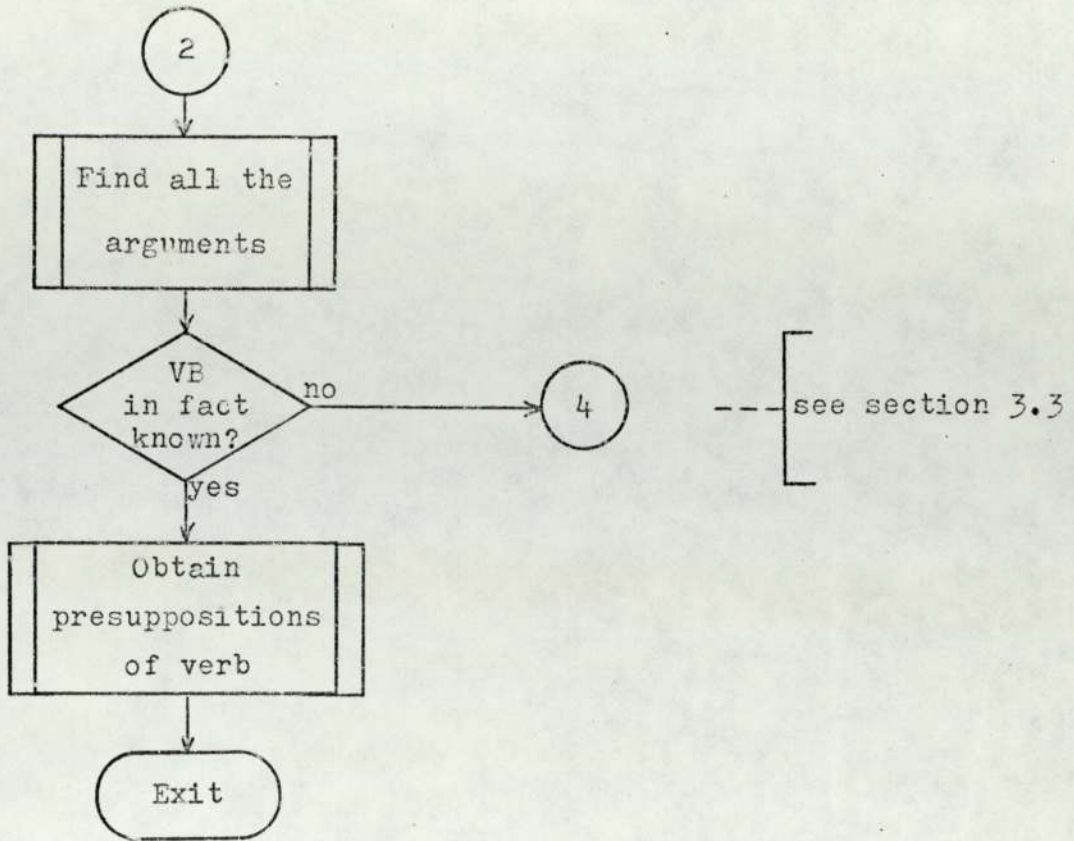 2
Find all the
arguments
VB
in fact
known?
no
4
see section 3.3
yes
Obtain
presuppositions
of verb
Exit